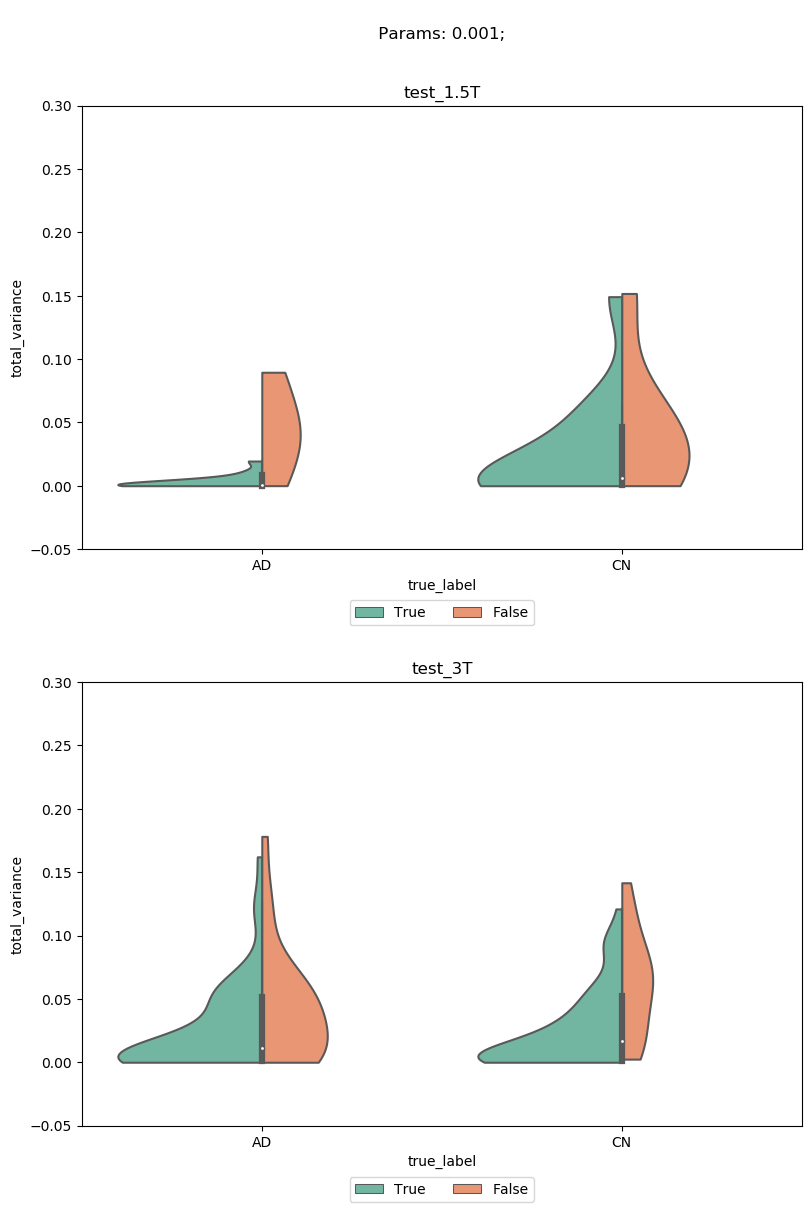 Params: 0.001;
test_1.5T
0.30
0.25
0.20
0.15
0.10
0.05
0.00
−0.05
total_variance
AD CN
true_label
True False
test_3T
0.30
0.25
0.20
0.15
0.10
0.05
0.00
−0.05
total_variance
AD CN
true_label
True False